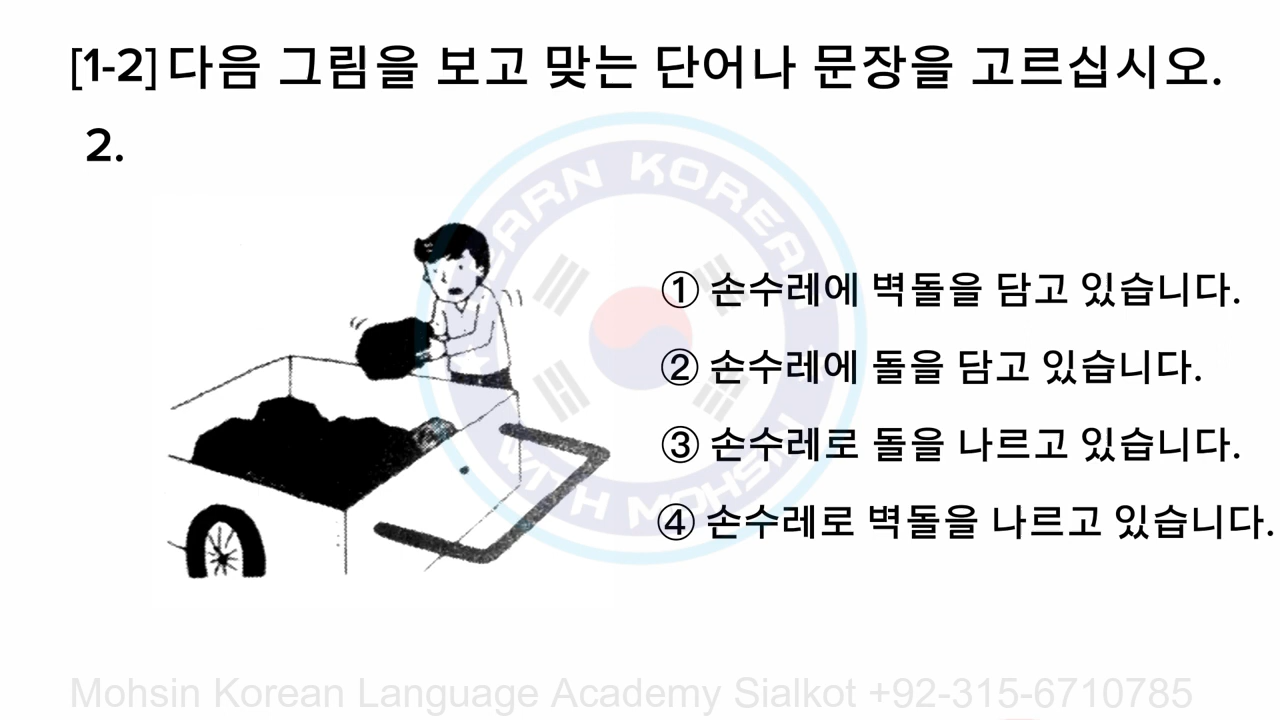 [1-2] 다음 그림을 보고 맞는 단어나 문장을 고르십시오.
2.
① 손수레에 벽돌을 담고 있습니다.
② 손수레에 돌을 담고 있습니다.
③ 손수레로 돌을 나르고 있습니다.
④ 손수레로 벽돌을 나르고 있습니다.
LEARN KOREAN
WITH MOHSIN
Mohsin Korean Language Academy Sialkot +92-315-6710785